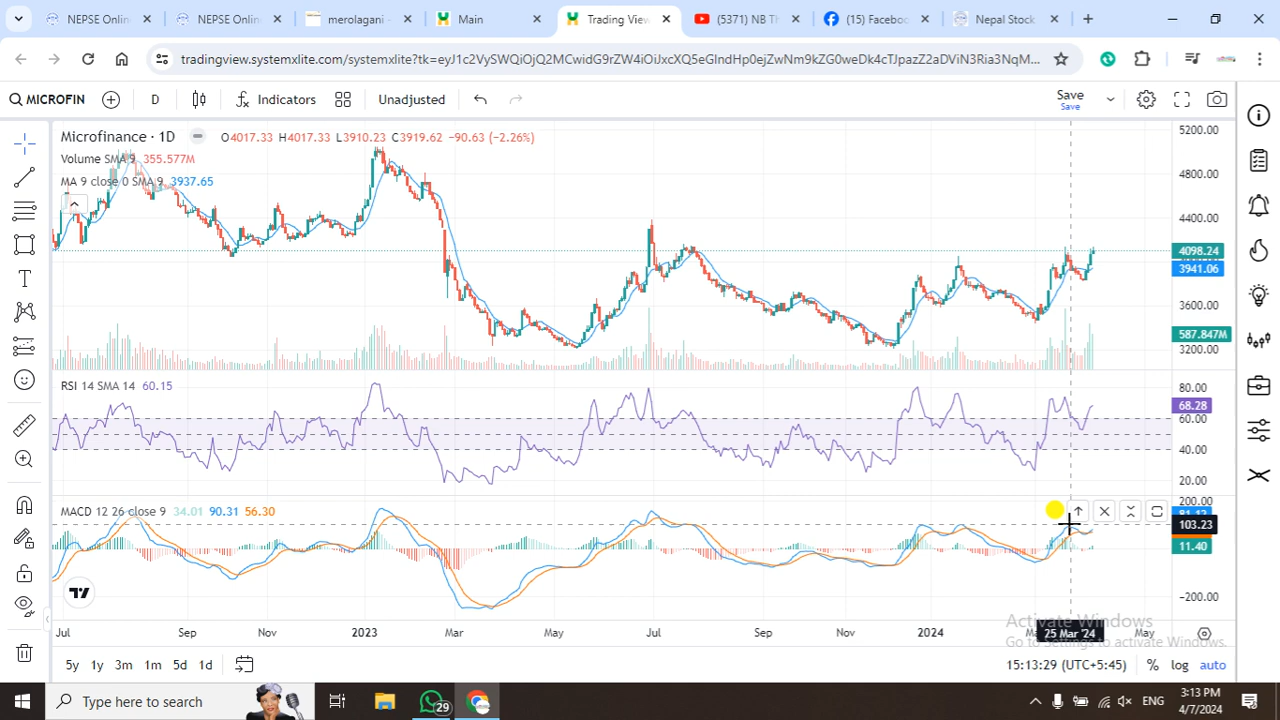 NEPSE Onlin
NEPSE Onlin
merolagani -
Main
Trading Vie
(5371) NB Th
(15) Faceboo
Nepal Stock
tradingview.systemxlite.com/systemxlite?tk=
MICROFIN
D
Indicators
Unadjusted
Save
Save
Microfinance · 1D
O4017.33 H4017.33 L3910.23 C3919.62 -90.63 (-2.26%)
Volume SMA 9 355.577M
MA 9 close 0 SMA 9 3937.65
5200.00
4800.00
4400.00
4098.24
3941.06
3600.00
587.847M
3200.00
RSI 14 SMA 14 60.15
80.00
68.28
60.00
40.00
20.00
MACD 12 26 close 9 34.01 90.31 56.30
200.00
103.23
11.40
-200.00
Jul
Sep
Nov
2023
Mar
May
Jul
Sep
Nov
2024
25 Mar '24
May
Activate Windows
Go to Settings to activate Windows.
5y 1y 3m 1m 5d 1d
15:13:29 (UTC+5:45) % log auto
Type here to search
29
ENG
3:13 PM
4/7/2024